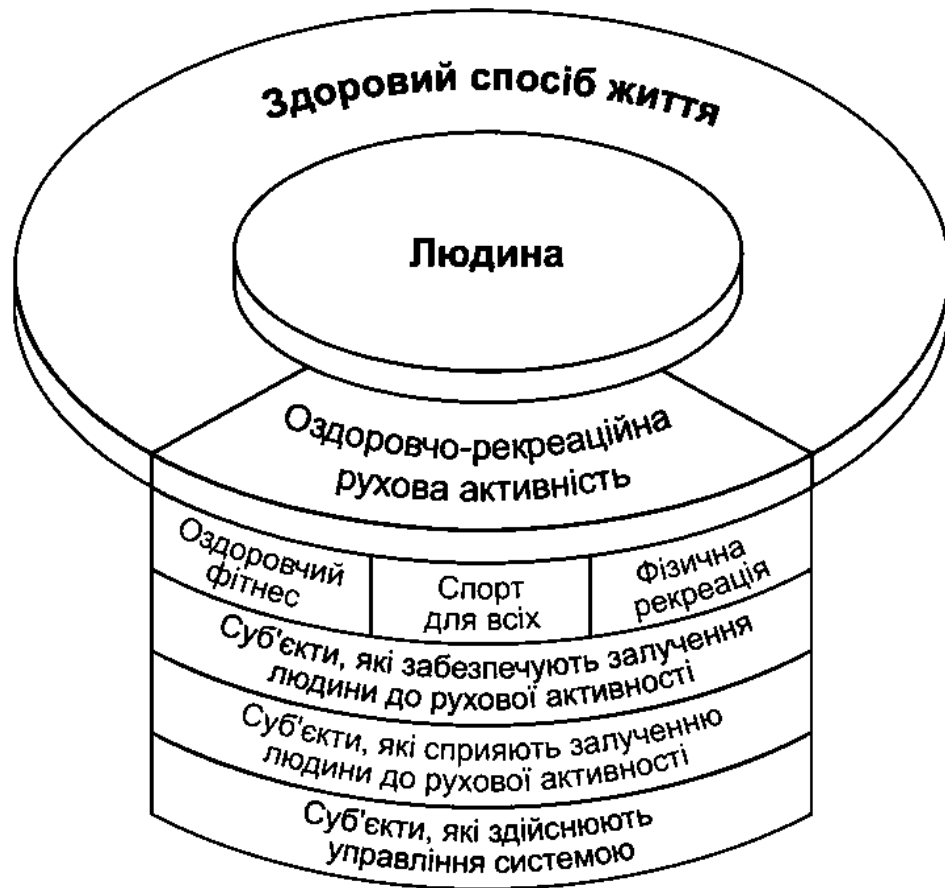 Здоровий спосіб життя
Людина
Оздоровчо-рекреаційна
рухова активність
Оздоровчий
фітнес
Спорт
для всіх
Фізична
рекреація
Суб'єкти, які забезпечують залучення
людини до рухової активності
Суб'єкти, які сприяють залученню
людини до рухової активності
Суб'єкти, які здійснюють
управління системою